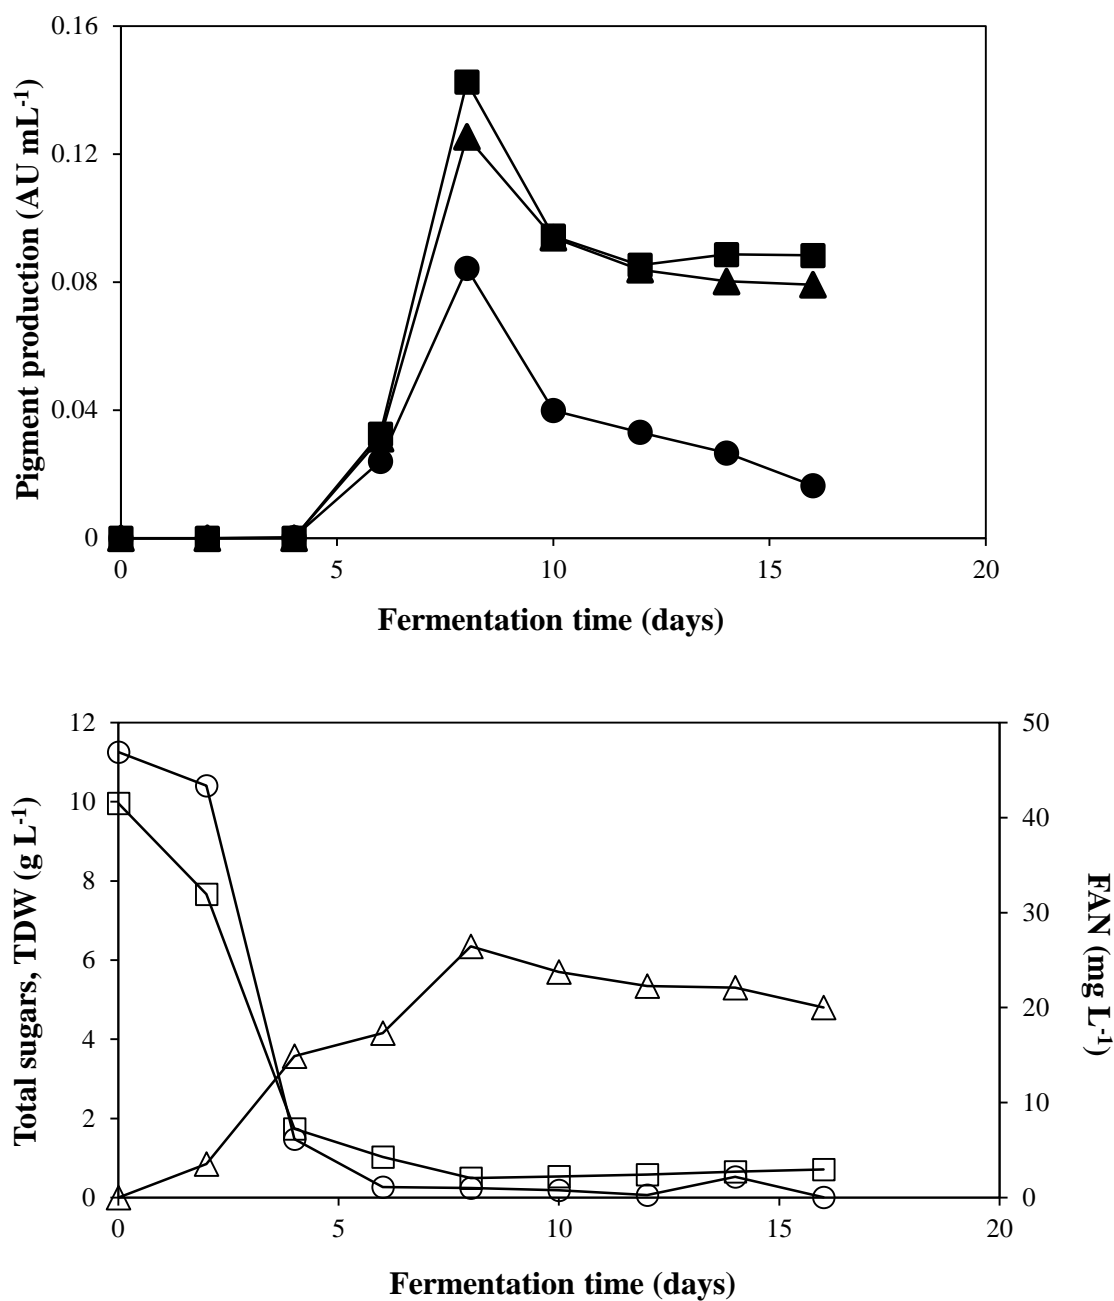 0.16
0.12
0.08
0.04
0
Pigment production (AU mL⁻¹)
0 5 10 15 20
Fermentation time (days)
12
10
8
6
4
2
0
Total sugars, TDW (g L⁻¹)
50
40
30
20
10
0
FAN (mg L⁻¹)
0 5 10 15 20
Fermentation time (days)